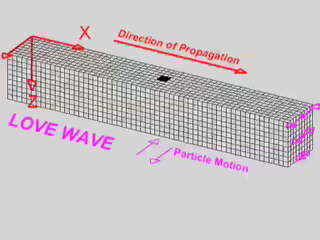 X
Direction of Propagation
Z
LOVE WAVE
Particle Motion